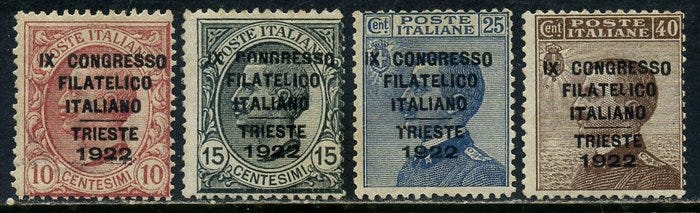 POSTE ITALIANE
IX CONGRESSO
FILATELICO
ITALIANO
TRIESTE
1922
10 CENTESIMI 10
POSTE ITALIANE
IX CONGRESSO
FILATELICO
ITALIANO
TRIESTE
1922
15 15
CENTESIMI
Cent POSTE 25
ITALIANE
IX CONGRESSO
FILATELICO
ITALIANO
TRIESTE
1922
Cent POSTE 40
ITALIANE
IX CONGRESSO
FILATELICO
ITALIANO
TRIESTE
1922